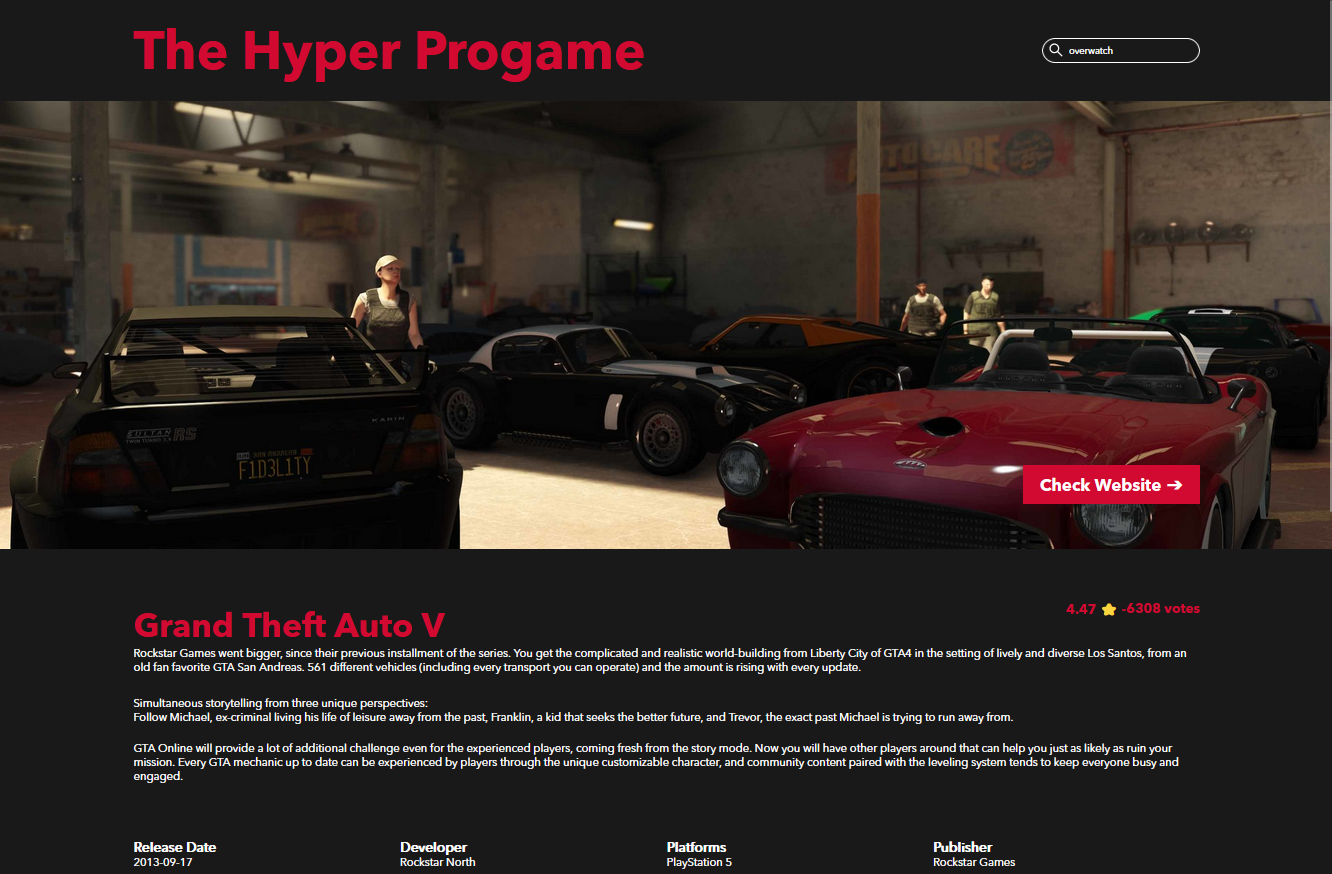 The Hyper Progame
overwatch
AUTO CARE
KARIN
SULTAN RS
TWIN TURBO
F1D3L1TY
Check Website ➔
Grand Theft Auto V
4.47 ⭐ -6308 votes
Rockstar Games went bigger, since their previous installment of the series. You get the complicated and realistic world-building from Liberty City of GTA4 in the setting of lively and diverse Los Santos, from an
old fan favorite GTA San Andreas. 561 different vehicles (including every transport you can operate) and the amount is rising with every update.
Simultaneous storytelling from three unique perspectives:
Follow Michael, ex-criminal living his life of leisure away from the past, Franklin, a kid that seeks the better future, and Trevor, the exact past Michael is trying to run away from.
GTA Online will provide a lot of additional challenge even for the experienced players, coming fresh from the story mode. Now you will have other players around that can help you just as likely as ruin your
mission. Every GTA mechanic up to date can be experienced by players through the unique customizable character, and community content paired with the leveling system tends to keep everyone busy and
engaged.
Release Date Developer Platforms Publisher
2013-09-17 Rockstar North PlayStation 5 Rockstar Games